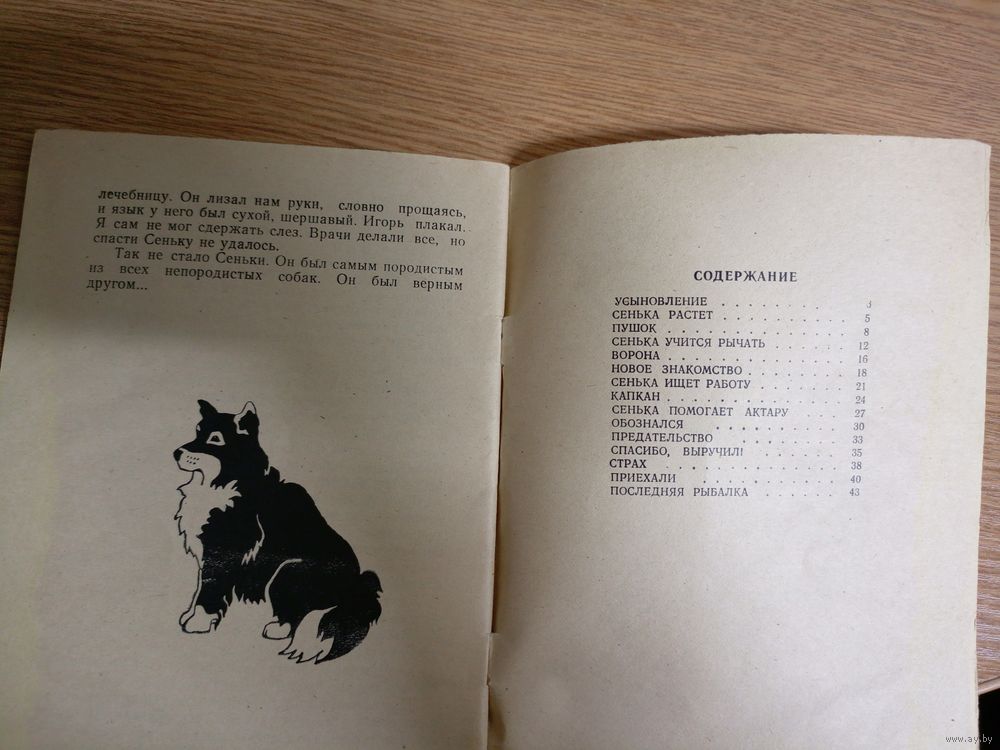 лечебницу. Он лизал нам руки, словно прощаясь,
и язык у него был сухой, шершавый. Игорь плакал.
Я сам не мог сдержать слез. Врачи делали все, но
спасти Сеньку не удалось.
Так не стало Сеньки. Он был самым породистым
из всех непородистых собак. Он был верным
другом...
СОДЕРЖАНИЕ
УСЫНОВЛЕНИЕ . . . . . . . . . 3
СЕНЬКА РАСТЕТ . . . . . . . . . 5
ПУШОК . . . . . . . . . . . . 8
СЕНЬКА УЧИТСЯ РЫЧАТЬ . . . . . 12
ВОРОНА . . . . . . . . . . . . 16
НОВОЕ ЗНАКОМСТВО . . . . . . . 18
СЕНЬКА ИЩЕТ РАБОТУ . . . . . . 21
КАПКАН . . . . . . . . . . . . 24
СЕНЬКА ПОМОГАЕТ АКТАРУ . . . 27
ОБОЗНАЛСЯ . . . . . . . . . 30
ПРЕДАТЕЛЬСТВО . . . . . . . 33
СПАСИБО, ВЫРУЧИЛ! . . . . . . 35
СТРАХ . . . . . . . . . . . . 38
ПРИЕХАЛИ . . . . . . . . . . 40
ПОСЛЕДНЯЯ РЫБАЛКА . . . . . . 43
www.ay.by